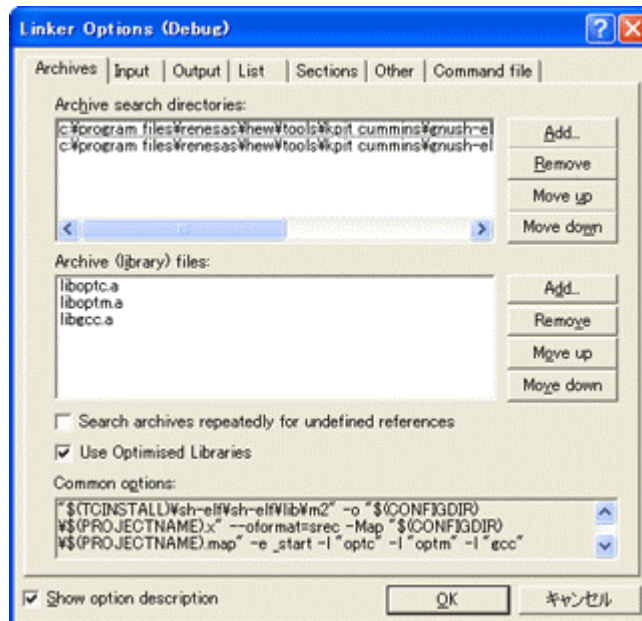 Linker Options (Debug)
Archives Input Output List Sections Other Command file
Archive search directories:
c:¥program files¥renesas¥hew¥tools¥kpit cummins¥gnush-el
c:¥program files¥renesas¥hew¥tools¥kpit cummins¥gnush-el
Add...
Remove
Move up
Move down
Archive (library) files:
liboptc.a
liboptm.a
libgcc.a
Add...
Remove
Move up
Move down
Search archives repeatedly for undefined references
Use Optimised Libraries
Common options:
"$(TCINSTALL)¥sh-elf¥sh-elf¥lib¥m2" -o "$(CONFIGDIR)
¥$(PROJECTNAME).x" --oformat=srec -Map "$(CONFIGDIR)
¥$(PROJECTNAME).map" -e _start -l "optc" -l "optm" -l "gcc"
Show option description
OK
キャンセル